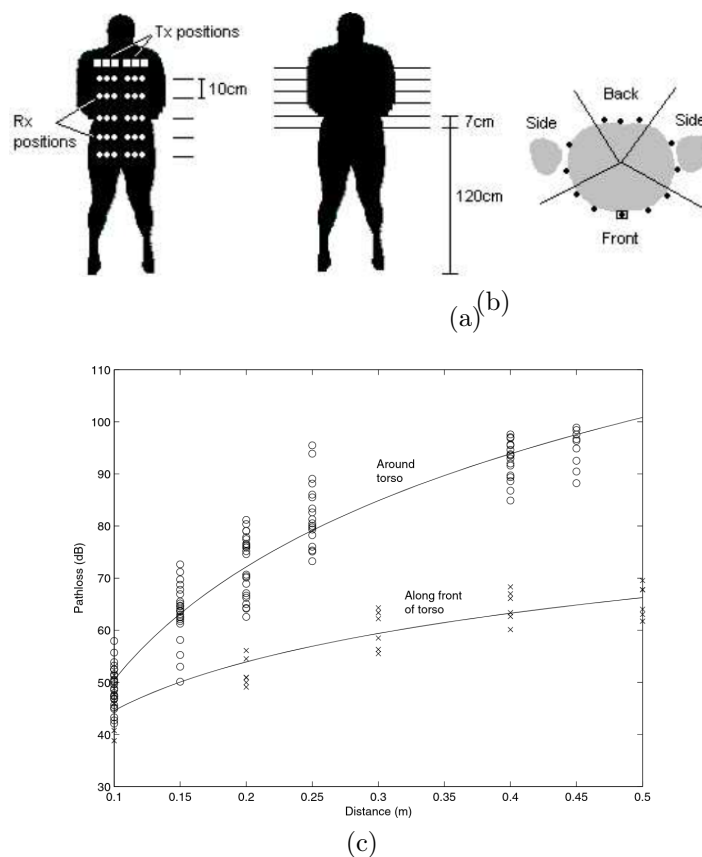 Tx positions
10cm
Rx
positions
7cm
120cm
Back
Side
Side
Front
(a)
(b)
110
100
90
80
70
60
50
40
30
Pathloss (dB)
Around
torso
Along front
of torso
0.1
0.15
0.2
0.25
0.3
0.35
0.4
0.45
0.5
Distance (m)
(c)